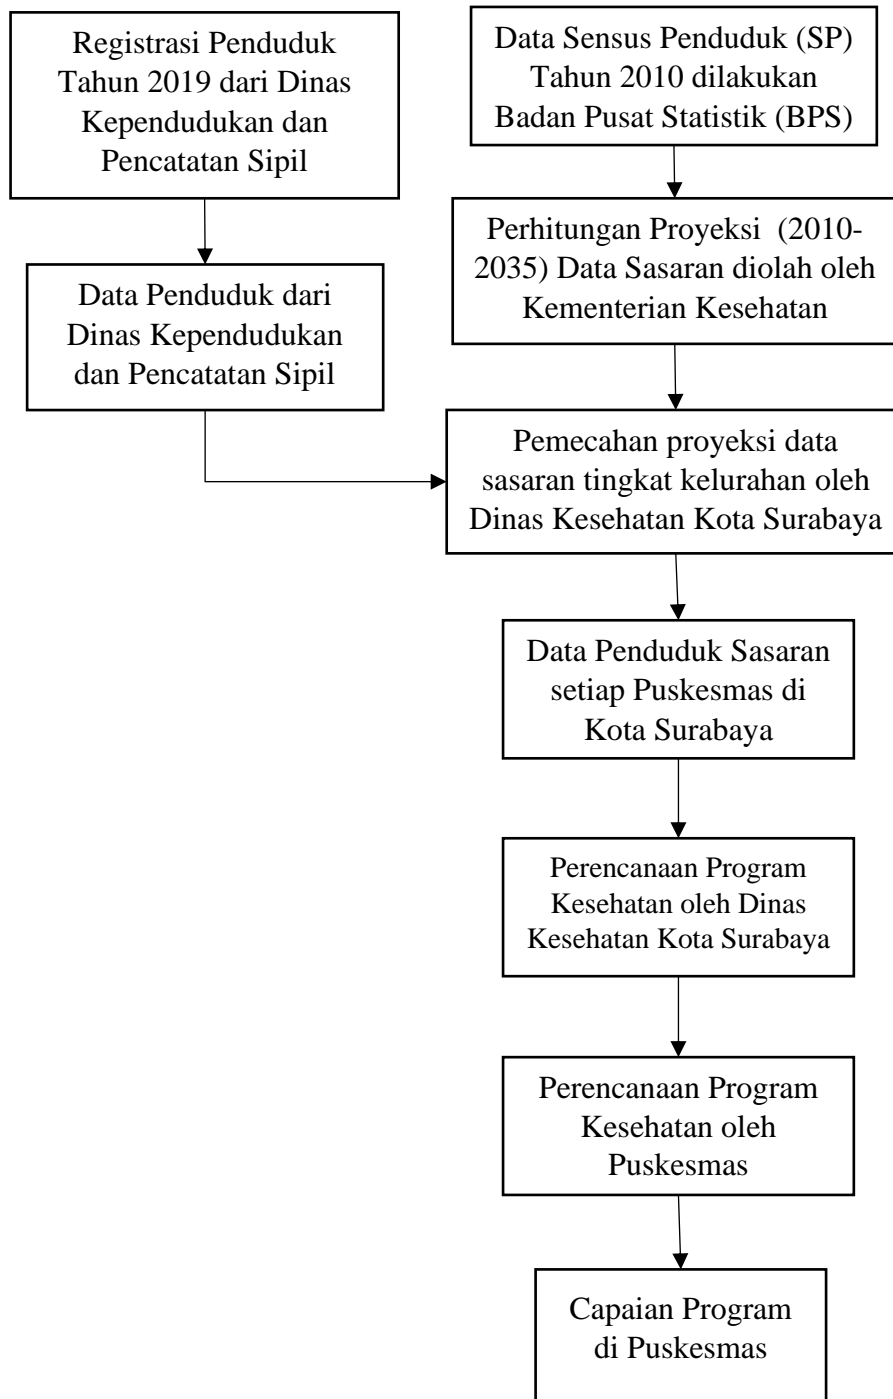 Registrasi Penduduk
Tahun 2019 dari Dinas
Kependudukan dan
Pencatatan Sipil
Data Penduduk dari
Dinas Kependudukan
dan Pencatatan Sipil
Data Sensus Penduduk (SP)
Tahun 2010 dilakukan
Badan Pusat Statistik (BPS)
Perhitungan Proyeksi (2010-
2035) Data Sasaran diolah oleh
Kementerian Kesehatan
Pemecahan proyeksi data
sasaran tingkat kelurahan oleh
Dinas Kesehatan Kota Surabaya
Data Penduduk Sasaran
setiap Puskesmas di
Kota Surabaya
Perencanaan Program
Kesehatan oleh Dinas
Kesehatan Kota Surabaya
Perencanaan Program
Kesehatan oleh
Puskesmas
Capaian Program
di Puskesmas